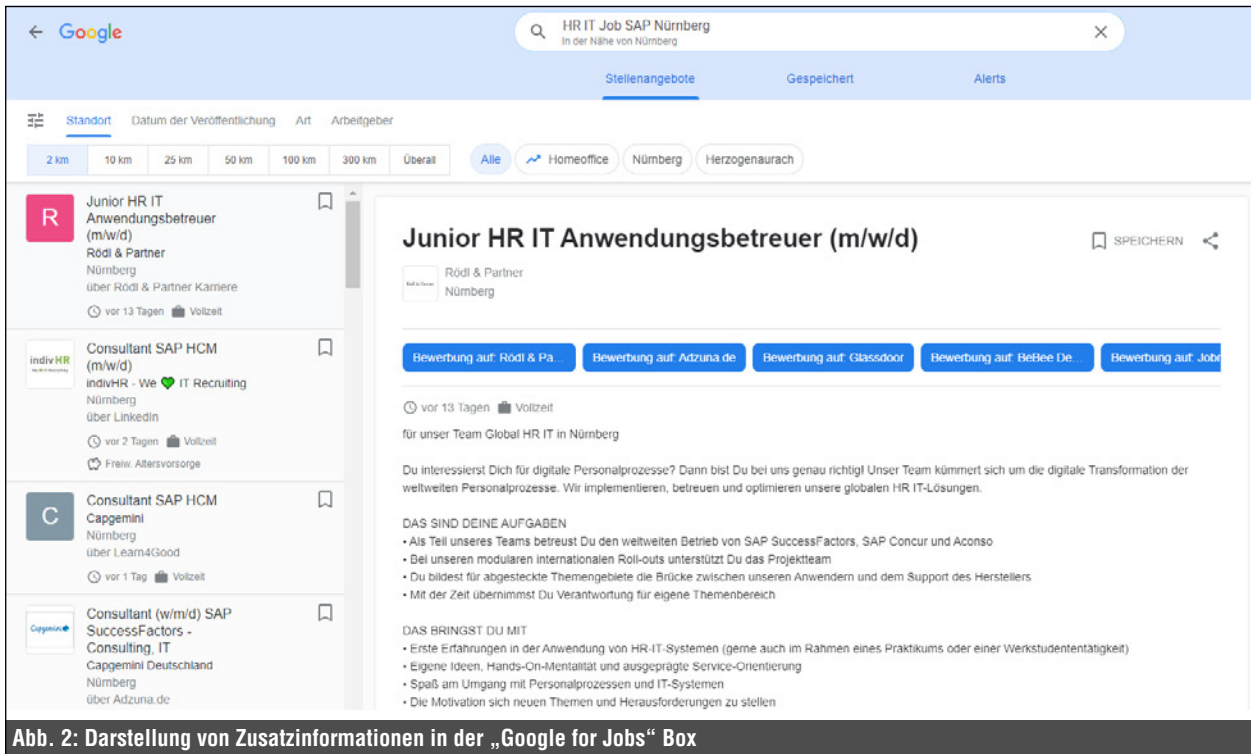 Google
HR IT Job SAP Nürnberg
In der Nähe von Nürnberg
Stellenangebote Gespeichert Alerts
Standort Datum der Veröffentlichung Art Arbeitgeber
2 km 10 km 25 km 50 km 100 km 300 km Überall Alle Homeoffice Nürnberg Herzogenaurach
R
Junior HR IT
Anwendungsbetreuer
(m/w/d)
Rödl & Partner
Nürnberg
über Rödl & Partner Karriere
vor 13 Tagen Vollzeit
indivHR
Consultant SAP HCM
(m/w/d)
indivHR - We 💚 IT Recruiting
Nürnberg
über LinkedIn
vor 2 Tagen Vollzeit
Freiw. Altersvorsorge
C
Consultant SAP HCM
Capgemini
Nürnberg
über Learn4Good
vor 1 Tag Vollzeit
Capgemini
Consultant (w/m/d) SAP
SuccessFactors -
Consulting, IT
Capgemini Deutschland
Nürnberg
über Adzuna.de
Junior HR IT Anwendungsbetreuer (m/w/d)
SPEICHERN
Rödl & Partner
Rödl & Partner
Nürnberg
Bewerbung auf: Rödl & Pa... Bewerbung auf: Adzuna.de Bewerbung auf: Glassdoor Bewerbung auf: BeBee De... Bewerbung auf:
vor 13 Tagen Vollzeit
für unser Team Global HR IT in Nürnberg
Du interessierst Dich für digitale Personalprozesse? Dann bist Du bei uns genau richtig! Unser Team kümmert sich um die digitale Transformation der
weltweiten Personalprozesse. Wir implementieren, betreuen und optimieren unsere globalen HR IT-Lösungen.
DAS SIND DEINE AUFGABEN
• Als Teil unseres Teams betreust Du den weltweiten Betrieb von SAP SuccessFactors, SAP Concur und Aconso
• Bei unseren modularen internationalen Roll-outs unterstützt Du das Projektteam
• Du bildest für abgesteckte Themengebiete die Brücke zwischen unseren Anwendern und dem Support des Herstellers
• Mit der Zeit übernimmst Du Verantwortung für eigene Themenbereich
DAS BRINGST DU MIT
• Erste Erfahrungen in der Anwendung von HR-IT-Systemen (gerne auch im Rahmen eines Praktikums oder einer Werkstudententätigkeit)
• Eigene Ideen, Hands-On-Mentalität und ausgeprägte Service-Orientierung
• Spaß am Umgang mit Personalprozessen und IT-Systemen
• Die Motivation sich neuen Themen und Herausforderungen zu stellen
Abb. 2: Darstellung von Zusatzinformationen in der „Google for Jobs“ Box